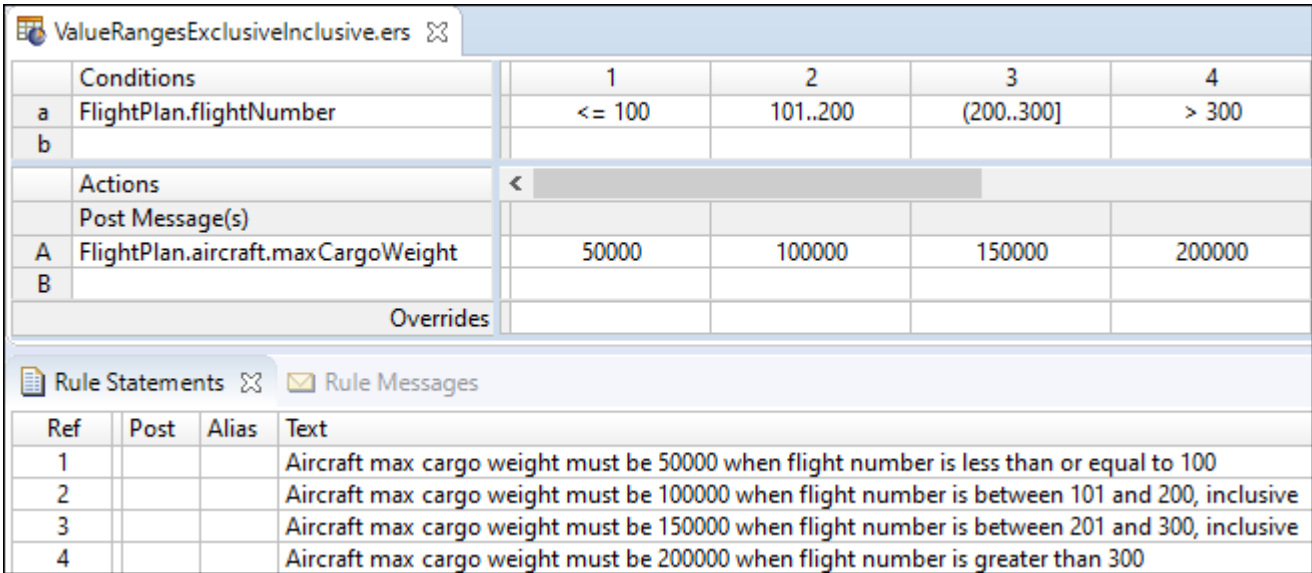 ValueRangesExclusiveInclusive.ers
Conditions 1 2 3 4
a FlightPlan.flightNumber <= 100 101..200 (200..300] > 300
b
Actions
Post Message(s)
A FlightPlan.aircraft.maxCargoWeight 50000 100000 150000 200000
B
Overrides
Rule Statements Rule Messages
Ref Post Alias Text
1 Aircraft max cargo weight must be 50000 when flight number is less than or equal to 100
2 Aircraft max cargo weight must be 100000 when flight number is between 101 and 200, inclusive
3 Aircraft max cargo weight must be 150000 when flight number is between 201 and 300, inclusive
4 Aircraft max cargo weight must be 200000 when flight number is greater than 300